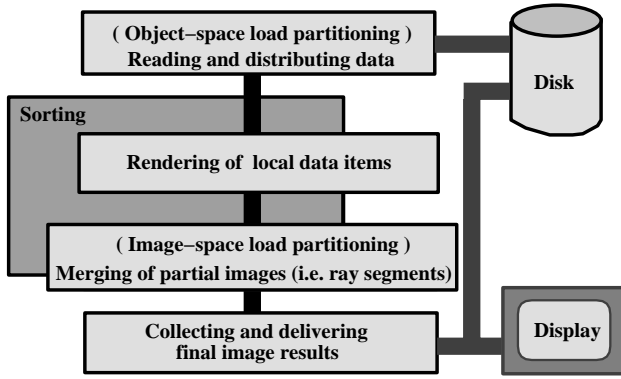 ( Object−space load partitioning )
Reading and distributing data
Disk
Sorting
Rendering of local data items
( Image−space load partitioning )
Merging of partial images (i.e. ray segments)
Collecting and delivering
final image results
Display